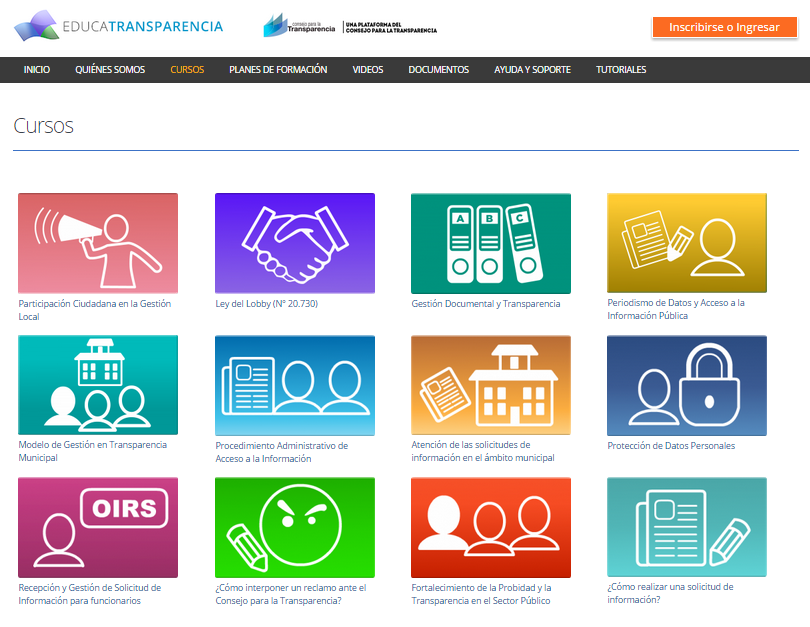 EDUCATRANSPARENCIA
consejo para la
Transparencia
UNA PLATAFORMA DEL
CONSEJO PARA LA TRANSPARENCIA
Inscribirse o Ingresar
INICIO QUIÉNES SOMOS CURSOS PLANES DE FORMACIÓN VIDEOS DOCUMENTOS AYUDA Y SOPORTE TUTORIALES
Cursos
A B C
Participación Ciudadana en la Gestión
Local
Ley del Lobby (N° 20.730)
Gestión Documental y Transparencia
Periodismo de Datos y Acceso a la
Información Pública
Modelo de Gestión en Transparencia
Municipal
Procedimiento Administrativo de
Acceso a la Información
Atención de las solicitudes de
información en el ámbito municipal
Protección de Datos Personales
OIRS
Recepción y Gestión de Solicitud de
Información para funcionarios
¿Cómo interponer un reclamo ante el
Consejo para la Transparencia?
Fortalecimiento de la Probidad y la
Transparencia en el Sector Público
¿Cómo realizar una solicitud de
información?